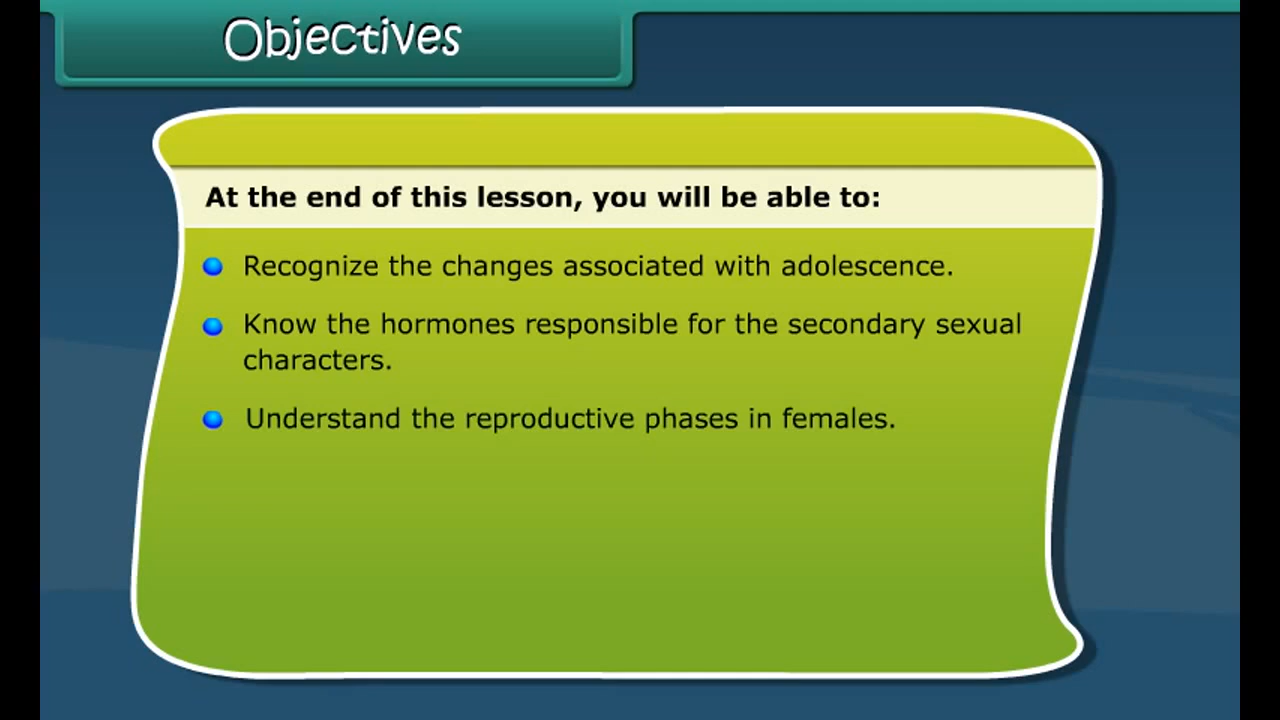 Objectives
At the end of this lesson, you will be able to:
Recognize the changes associated with adolescence.
Know the hormones responsible for the secondary sexual
characters.
Understand the reproductive phases in females.